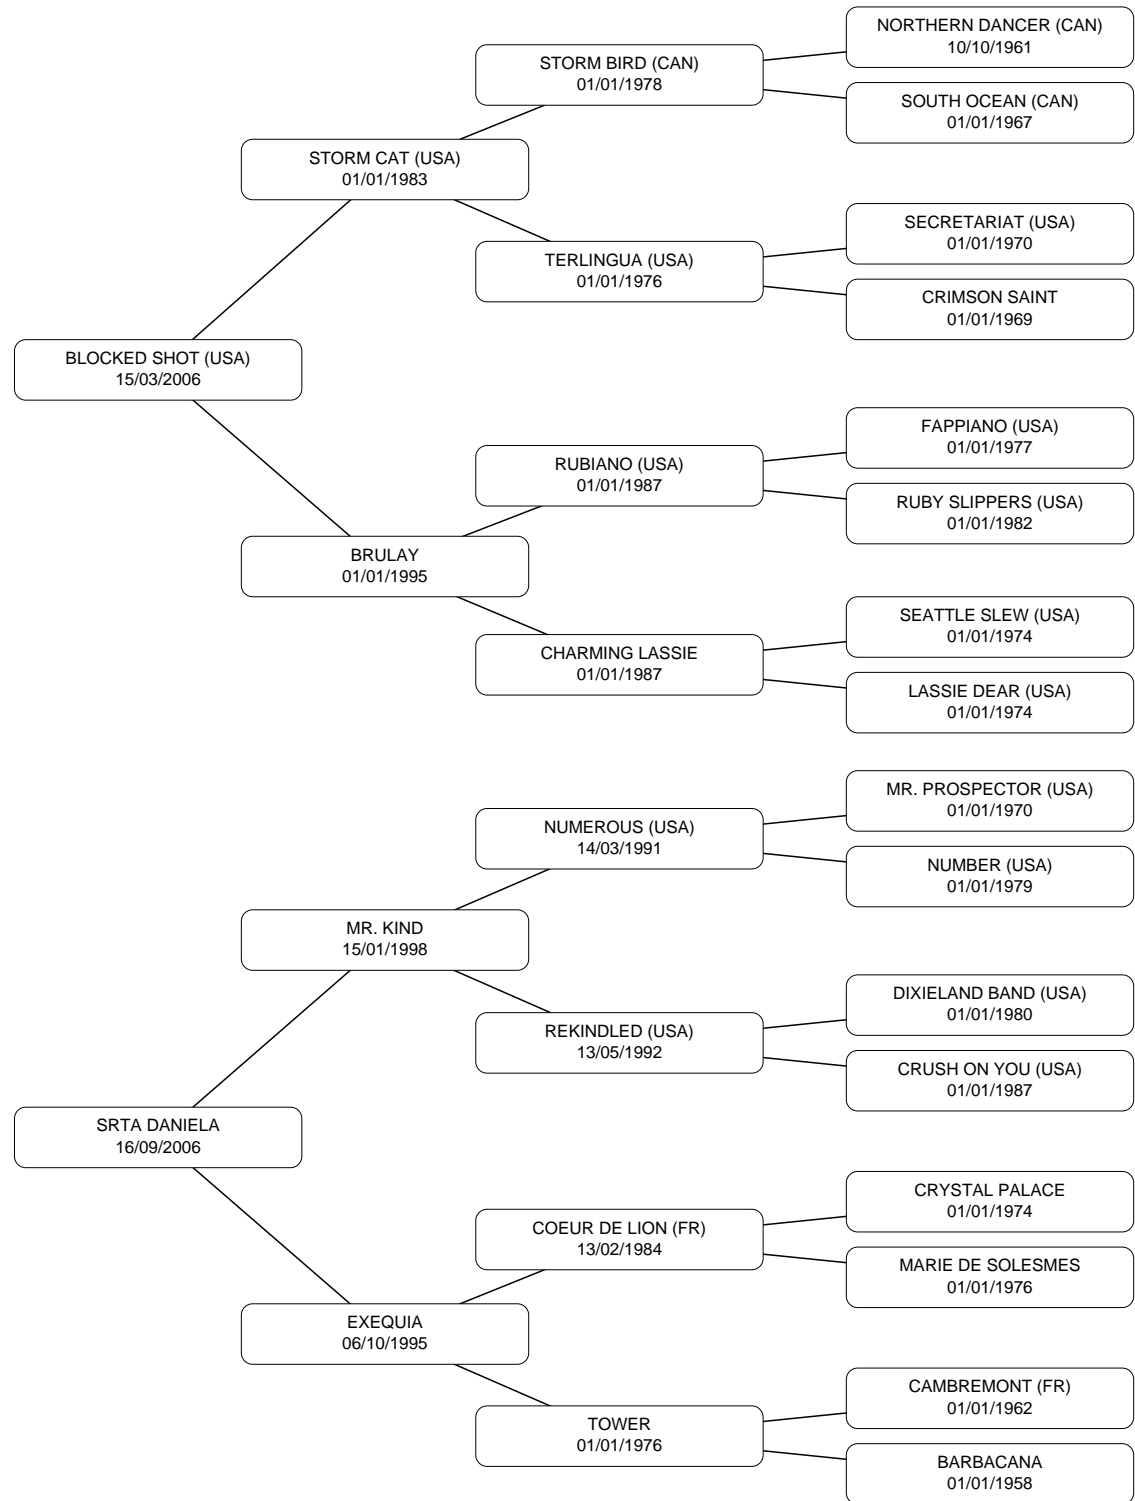 NORTHERN DANCER (CAN)
10/10/1961
STORM BIRD (CAN)
01/01/1978
SOUTH OCEAN (CAN)
01/01/1967
STORM CAT (USA)
01/01/1983
SECRETARIAT (USA)
01/01/1970
TERLINGUA (USA)
01/01/1976
CRIMSON SAINT
01/01/1969
BLOCKED SHOT (USA)
15/03/2006
FAPPIANO (USA)
01/01/1977
RUBIANO (USA)
01/01/1987
RUBY SLIPPERS (USA)
01/01/1982
BRULAY
01/01/1995
SEATTLE SLEW (USA)
01/01/1974
CHARMING LASSIE
01/01/1987
LASSIE DEAR (USA)
01/01/1974
MR. PROSPECTOR (USA)
01/01/1970
NUMEROUS (USA)
14/03/1991
NUMBER (USA)
01/01/1979
MR. KIND
15/01/1998
DIXIELAND BAND (USA)
01/01/1980
REKINDLED (USA)
13/05/1992
CRUSH ON YOU (USA)
01/01/1987
SRTA DANIELA
16/09/2006
CRYSTAL PALACE
01/01/1974
COEUR DE LION (FR)
13/02/1984
MARIE DE SOLESMES
01/01/1976
EXEQUIA
06/10/1995
CAMBREMONT (FR)
01/01/1962
TOWER
01/01/1976
BARBACANA
01/01/1958